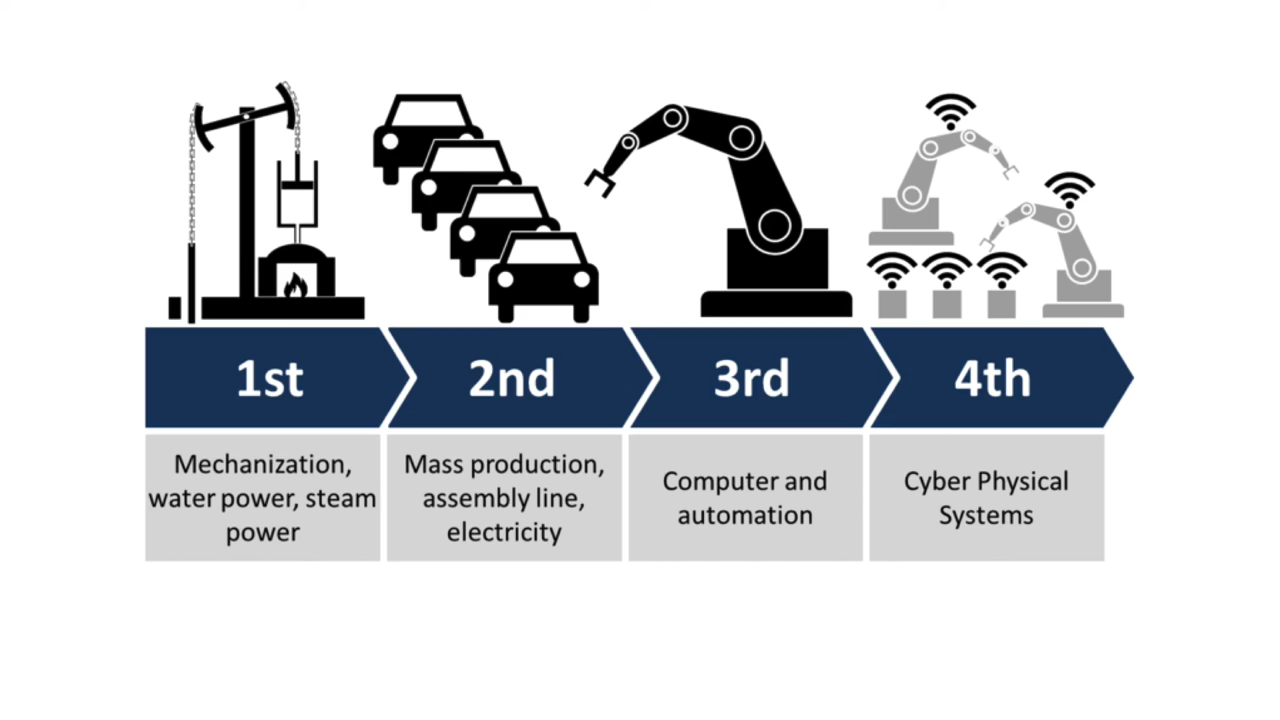 1st
2nd
3rd
4th
Mechanization,
water power, steam
power
Mass production,
assembly line,
electricity
Computer and
automation
Cyber Physical
Systems